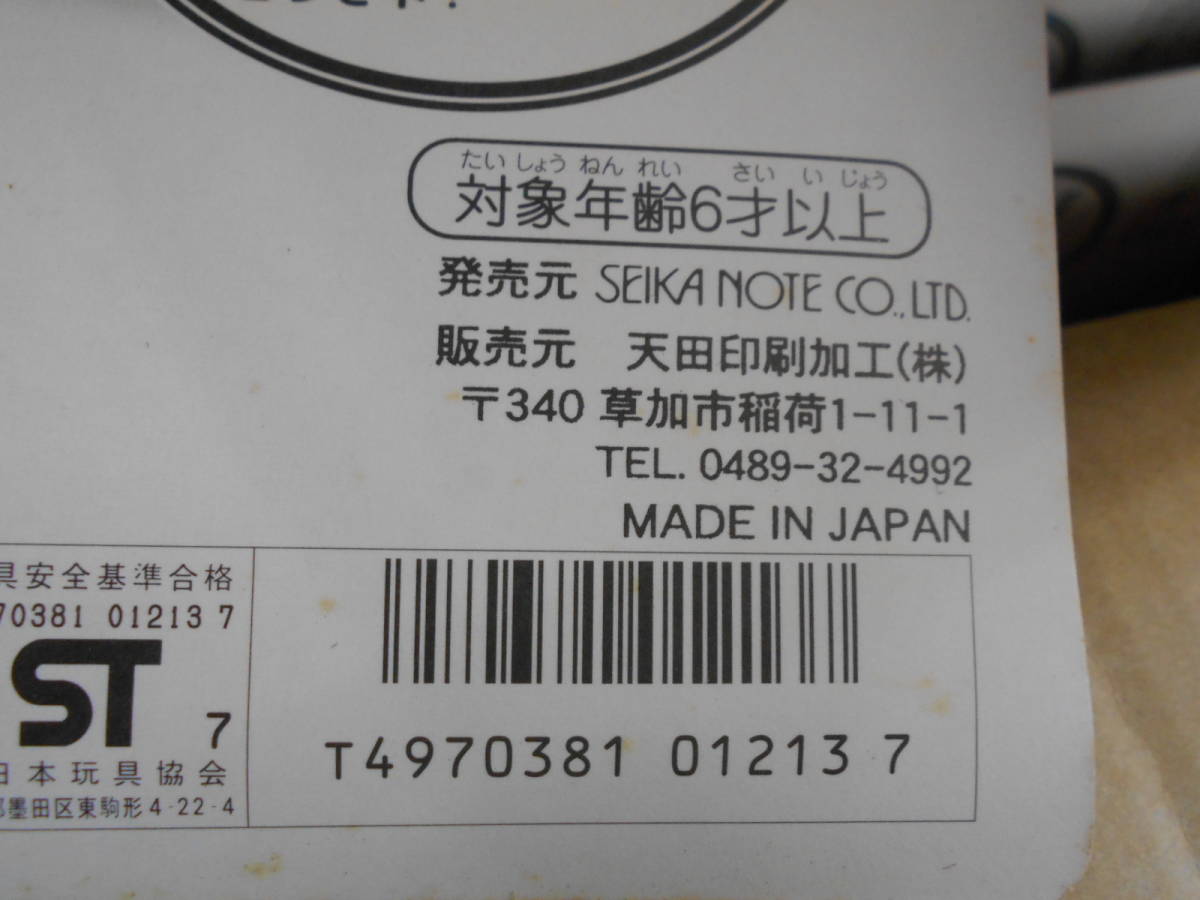 たいしょうねんれい さいいじょう
対象年齢6才以上
発売元 SEIKA NOTE CO.,LTD.
販売元 天田印刷加工(株)
〒340 草加市稲荷1-11-1
TEL. 0489-32-4992
MADE IN JAPAN
具安全基準合格
70381 01213 7
ST 7
日本玩具協会
墨田区東駒形4-22-4
T4970381 01213 7